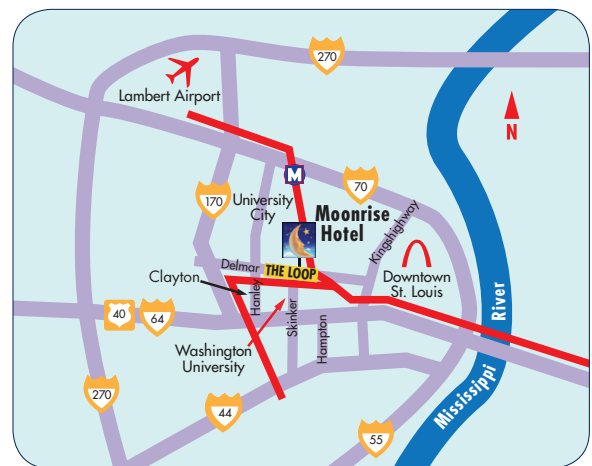 270
Lambert Airport
N
M
70
170
University
City
Moonrise
Hotel
Kingshighway
Delmar
THE LOOP
Clayton
Hanley
Downtown
St. Louis
Mississippi
River
40
64
Skinker
Hampton
Washington
University
270
44
55